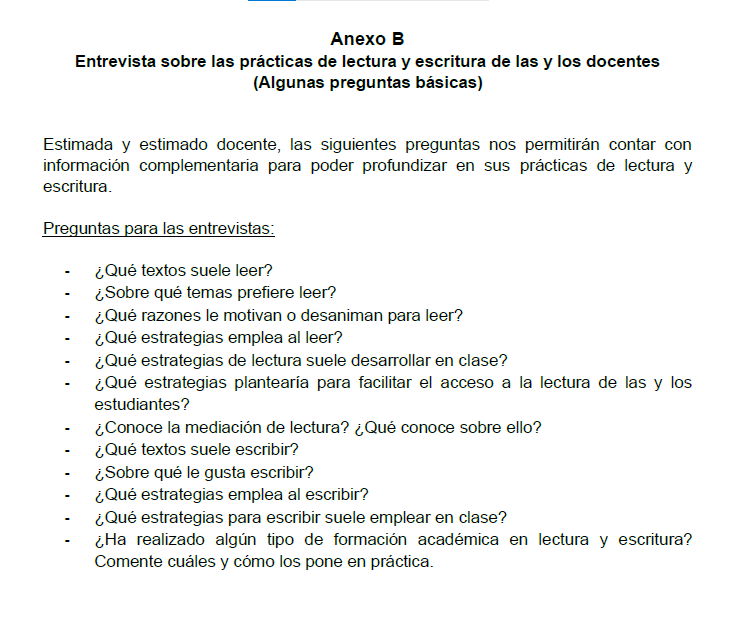 Anexo B
Entrevista sobre las prácticas de lectura y escritura de las y los docentes
(Algunas preguntas básicas)
Estimada y estimado docente, las siguientes preguntas nos permitirán contar con
información complementaria para poder profundizar en sus prácticas de lectura y
escritura.
Preguntas para las entrevistas:
- ¿Qué textos suele leer?
- ¿Sobre qué temas prefiere leer?
- ¿Qué razones le motivan o desaniman para leer?
- ¿Qué estrategias emplea al leer?
- ¿Qué estrategias de lectura suele desarrollar en clase?
- ¿Qué estrategias plantearía para facilitar el acceso a la lectura de las y los
estudiantes?
- ¿Conoce la mediación de lectura? ¿Qué conoce sobre ello?
- ¿Qué textos suele escribir?
- ¿Sobre qué le gusta escribir?
- ¿Qué estrategias emplea al escribir?
- ¿Qué estrategias para escribir suele emplear en clase?
- ¿Ha realizado algún tipo de formación académica en lectura y escritura?
Comente cuáles y cómo los pone en práctica.